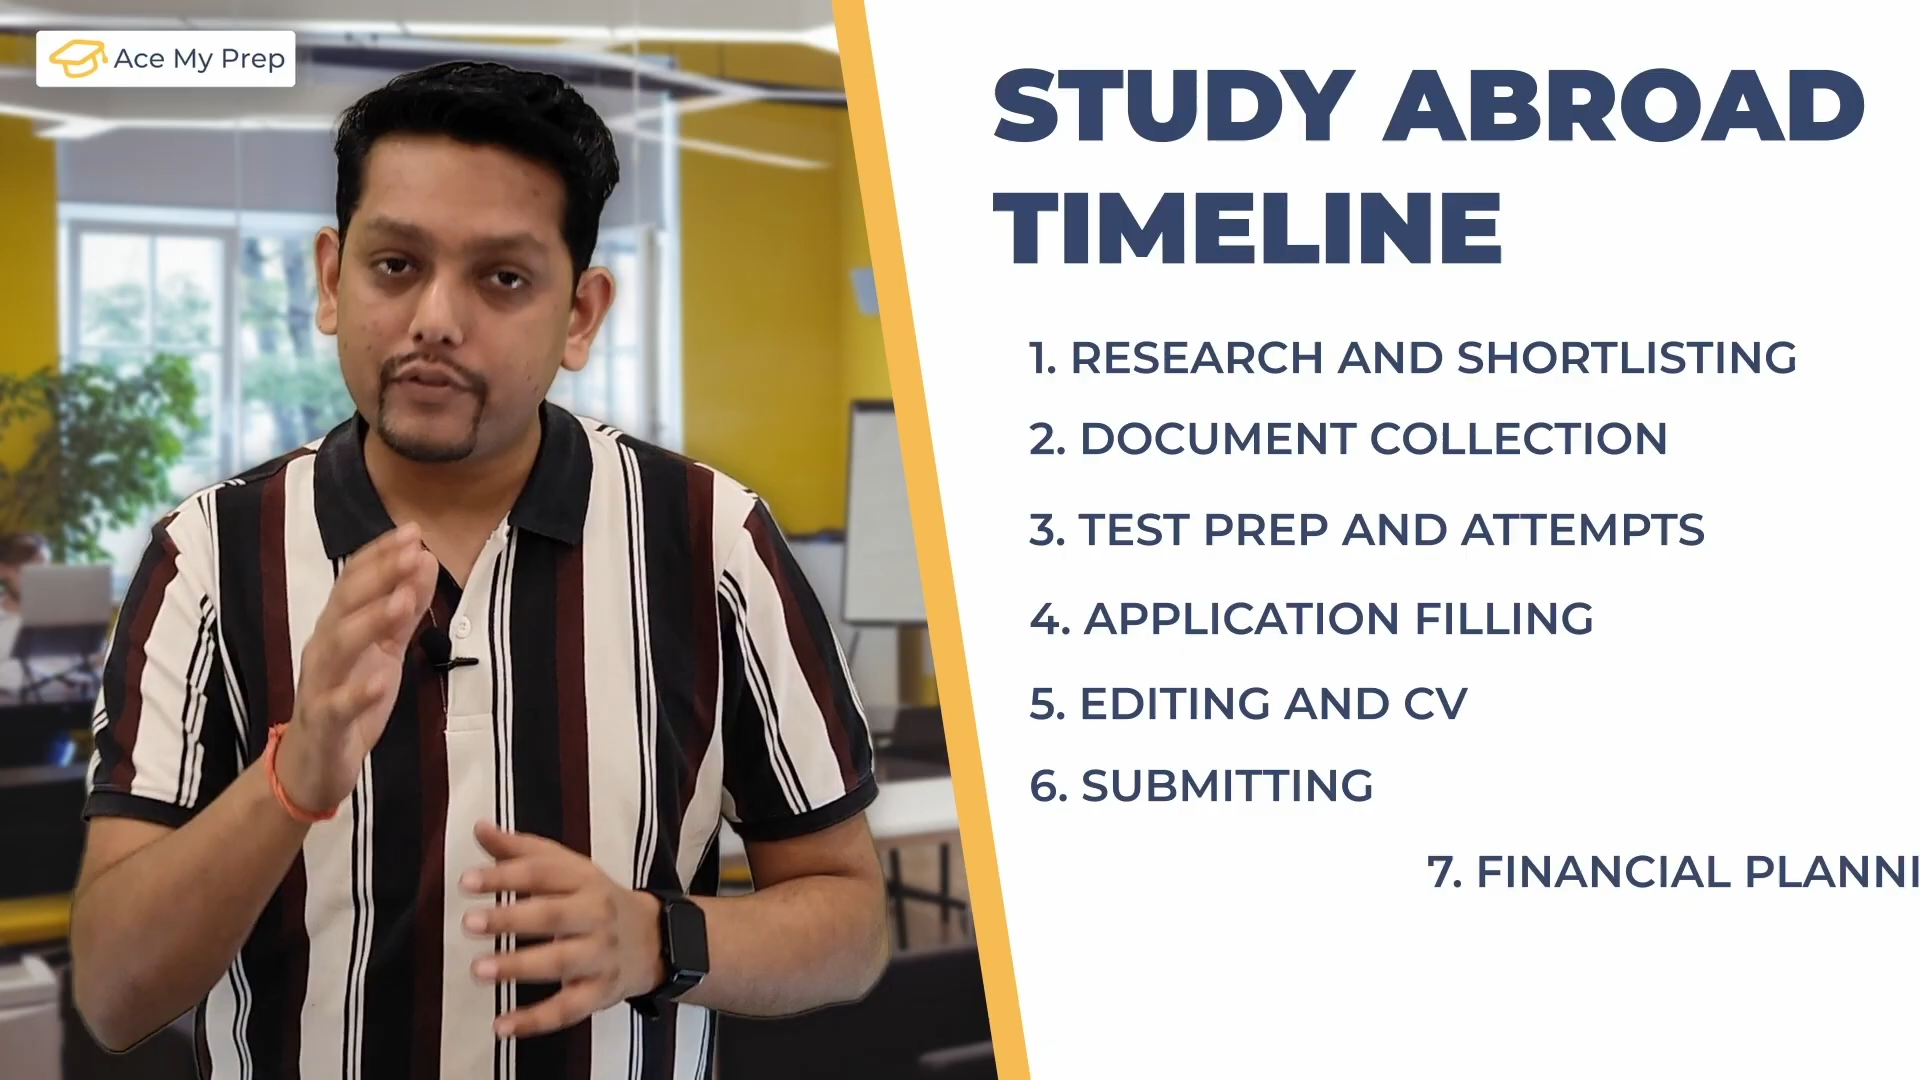 Ace My Prep
STUDY ABROAD
TIMELINE
1. RESEARCH AND SHORTLISTING
2. DOCUMENT COLLECTION
3. TEST PREP AND ATTEMPTS
4. APPLICATION FILLING
5. EDITING AND CV
6. SUBMITTING
7. FINANCIAL PLANNI